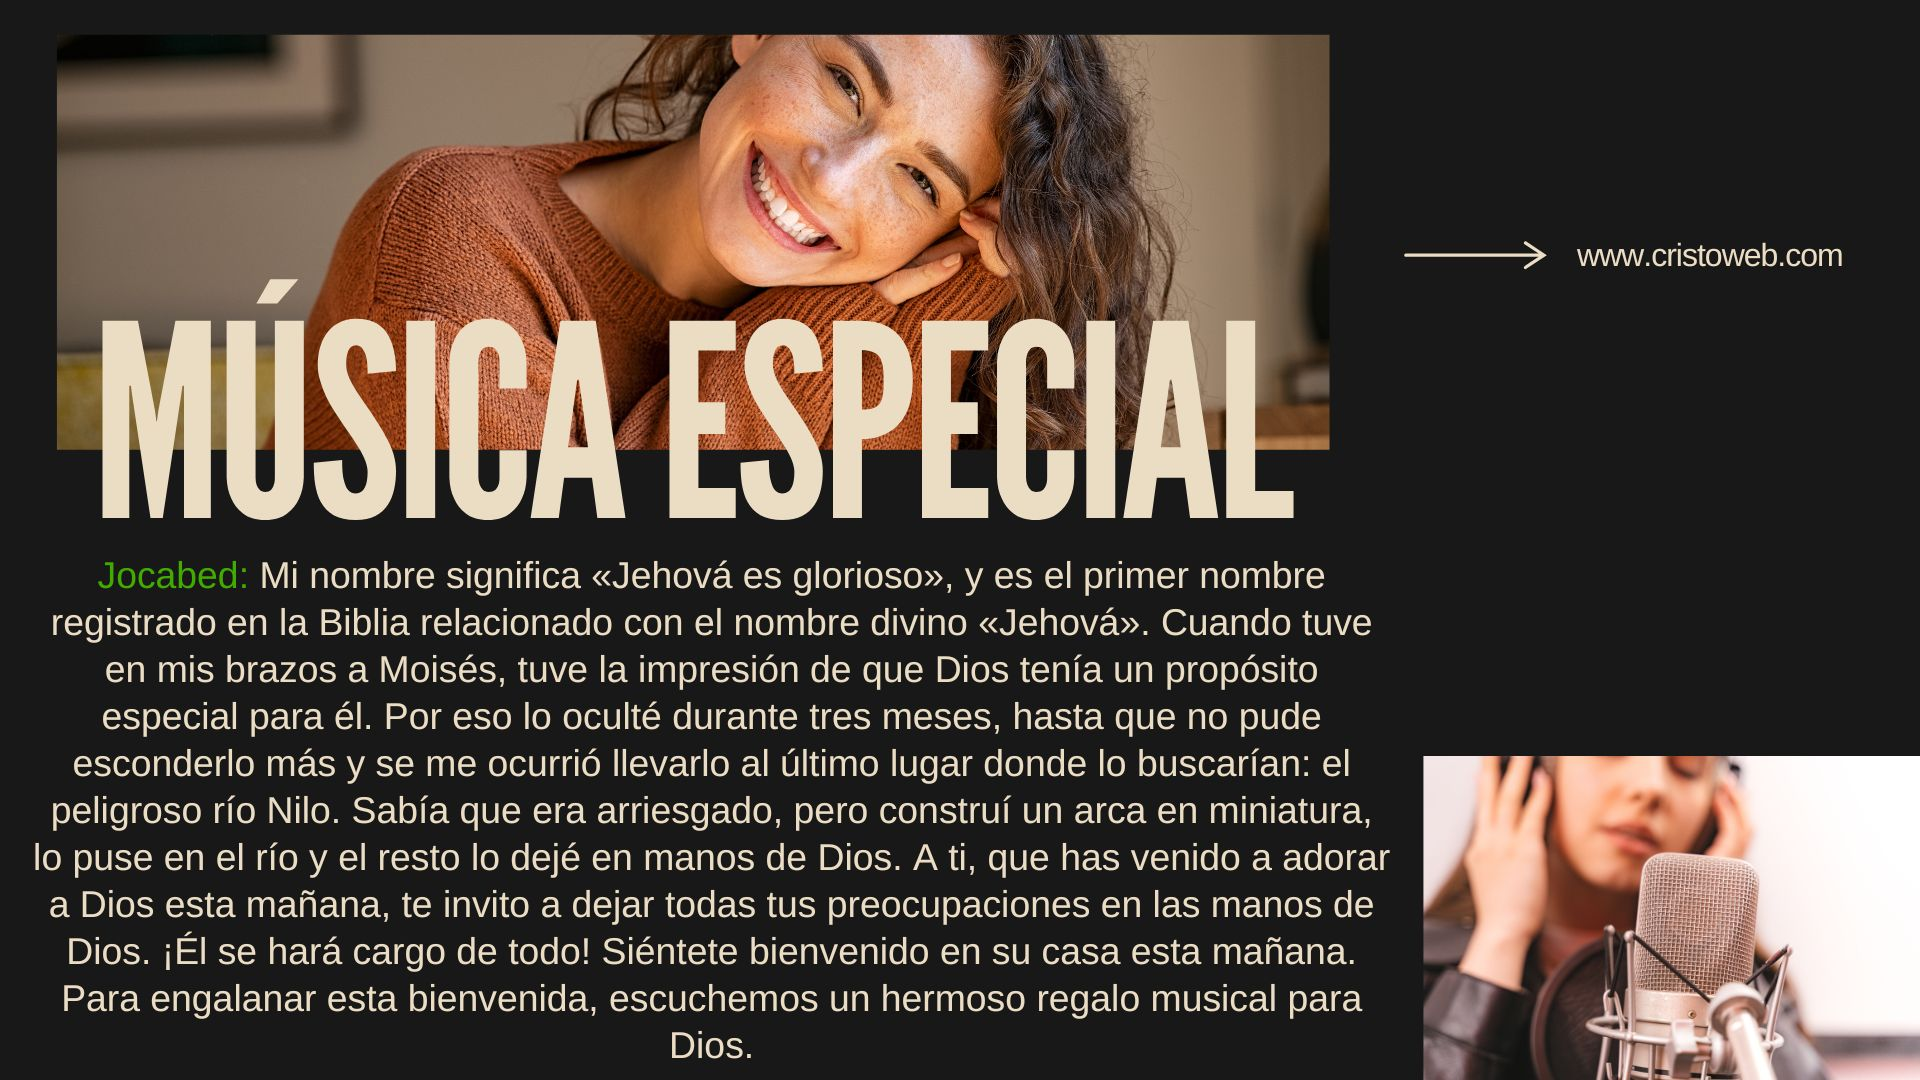 MÚSICA ESPECIAL
www.cristoweb.com
Jocabed: Mi nombre significa «Jehová es glorioso», y es el primer nombre
registrado en la Biblia relacionado con el nombre divino «Jehová». Cuando tuve
en mis brazos a Moisés, tuve la impresión de que Dios tenía un propósito
especial para él. Por eso lo oculté durante tres meses, hasta que no pude
esconderlo más y se me ocurrió llevarlo al último lugar donde lo buscarían: el
peligroso río Nilo. Sabía que era arriesgado, pero construí un arca en miniatura,
lo puse en el río y el resto lo dejé en manos de Dios. A ti, que has venido a adorar
a Dios esta mañana, te invito a dejar todas tus preocupaciones en las manos de
Dios. ¡Él se hará cargo de todo! Siéntete bienvenido en su casa esta mañana.
Para engalanar esta bienvenida, escuchemos un hermoso regalo musical para
Dios.